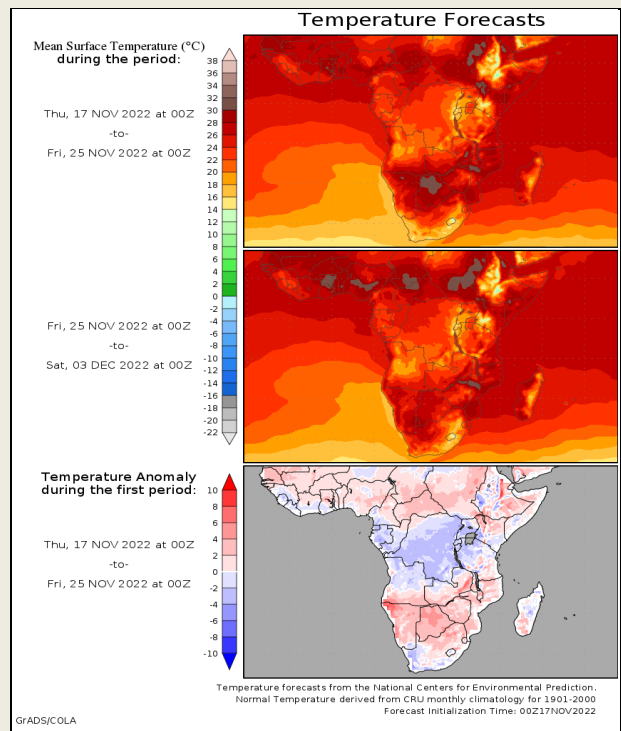 Temperature Forecasts
Mean Surface Temperature (°C)
during the period:
Thu, 17 NOV 2022 at 00Z
-to-
Fri, 25 NOV 2022 at 00Z
38
36
34
32
30
28
26
24
22
20
18
16
14
12
10
8
6
4
2
0
-2
-4
-6
-8
-10
-12
-14
-16
-18
-20
-22
Fri, 25 NOV 2022 at 00Z
-to-
Sat, 03 DEC 2022 at 00Z
Temperature Anomaly
during the first period:
Thu, 17 NOV 2022 at 00Z
-to-
Fri, 25 NOV 2022 at 00Z
10
8
6
4
2
0
-2
-4
-6
-8
-10
Temperature forecasts from the National Centers for Environmental Prediction.
Normal Temperature derived from CRU monthly climatology for 1901-2000
Forecast Initialization Time: 00Z17NOV2022
GrADS/COLA